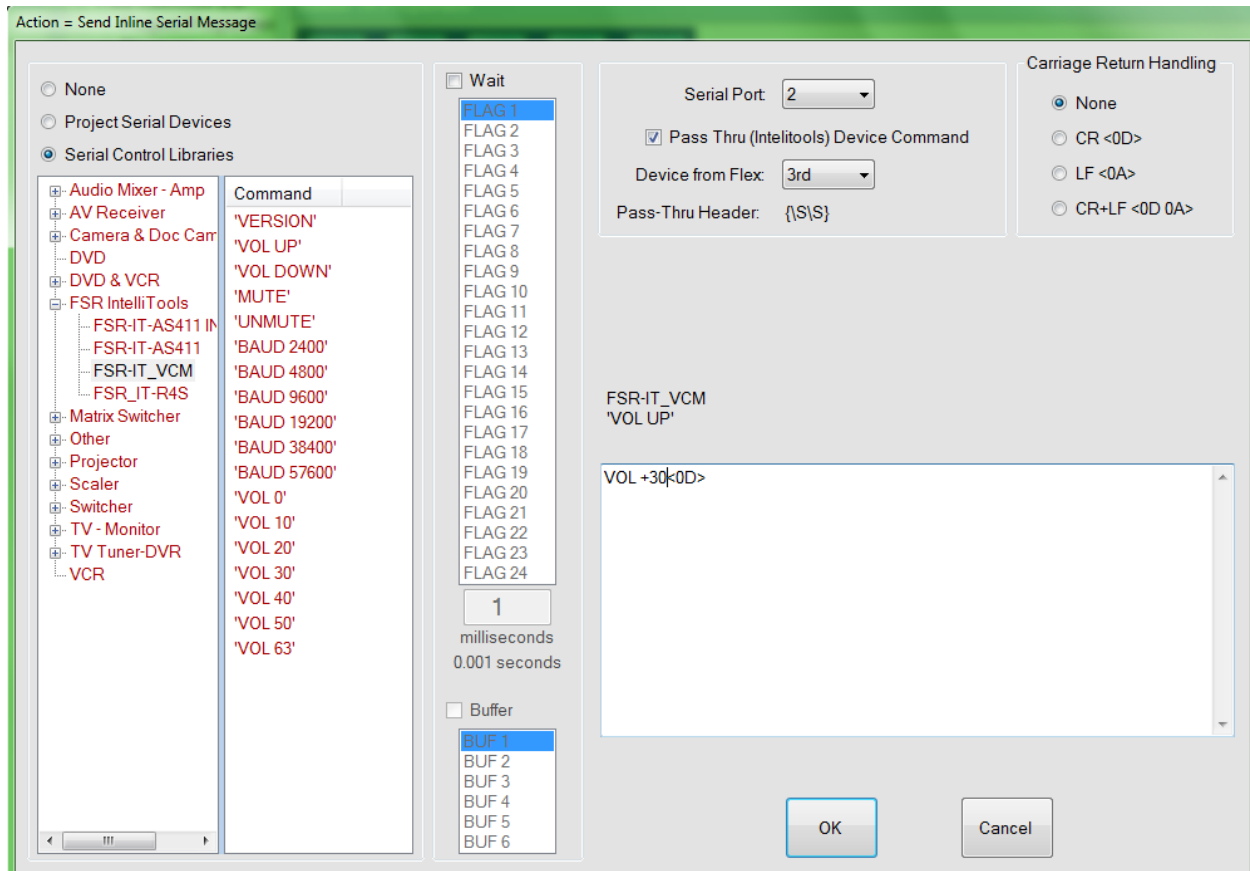 Action = Send Inline Serial Message
None
Project Serial Devices
Serial Control Libraries
Audio Mixer - Amp
AV Receiver
Camera & Doc Cam
DVD
DVD & VCR
FSR IntelliTools
FSR-IT-AS411 IN
FSR-IT-AS411
FSR-IT_VCM
FSR_IT-R4S
Matrix Switcher
Other
Projector
Scaler
Switcher
TV - Monitor
TV Tuner-DVR
VCR
Command
'VERSION'
'VOL UP'
'VOL DOWN'
'MUTE'
'UNMUTE'
'BAUD 2400'
'BAUD 4800'
'BAUD 9600'
'BAUD 19200'
'BAUD 38400'
'BAUD 57600'
'VOL 0'
'VOL 10'
'VOL 20'
'VOL 30'
'VOL 40'
'VOL 50'
'VOL 63'
Wait
FLAG 1
FLAG 2
FLAG 3
FLAG 4
FLAG 5
FLAG 6
FLAG 7
FLAG 8
FLAG 9
FLAG 10
FLAG 11
FLAG 12
FLAG 13
FLAG 14
FLAG 15
FLAG 16
FLAG 17
FLAG 18
FLAG 19
FLAG 20
FLAG 21
FLAG 22
FLAG 23
FLAG 24
1
milliseconds
0.001 seconds
Buffer
BUF 1
BUF 2
BUF 3
BUF 4
BUF 5
BUF 6
Serial Port: 2
Pass Thru (Intelitools) Device Command
Device from Flex: 3rd
Pass-Thru Header: {\S\S}
Carriage Return Handling
None
CR <0D>
LF <0A>
CR+LF <0D 0A>
FSR-IT_VCM
'VOL UP'
VOL +30<0D>
OK
Cancel